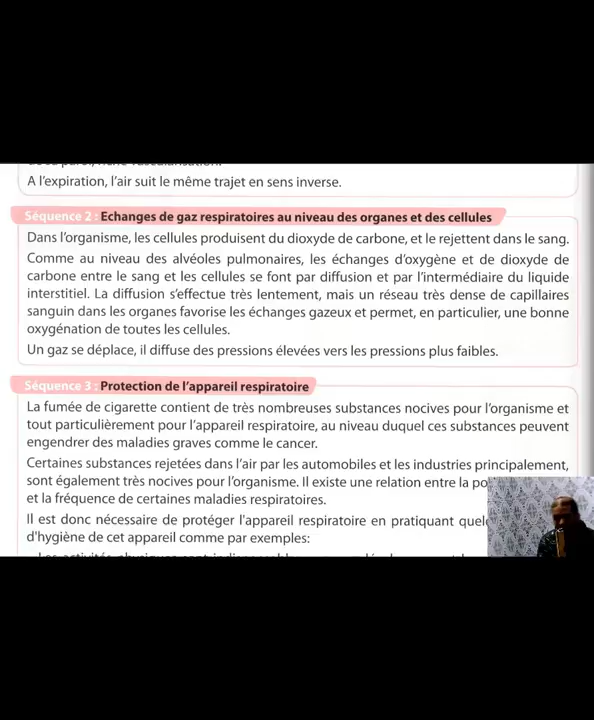 A l'expiration, l'air suit le même trajet en sens inverse.
Séquence 2 : Echanges de gaz respiratoires au niveau des organes et des cellules
Dans l'organisme, les cellules produisent du dioxyde de carbone, et le rejettent dans le sang.
Comme au niveau des alvéoles pulmonaires, les échanges d'oxygène et de dioxyde de
carbone entre le sang et les cellules se font par diffusion et par l'intermédiaire du liquide
interstitiel. La diffusion s'effectue très lentement, mais un réseau très dense de capillaires
sanguin dans les organes favorise les échanges gazeux et permet, en particulier, une bonne
oxygénation de toutes les cellules.
Un gaz se déplace, il diffuse des pressions élevées vers les pressions plus faibles.
Séquence 3 : Protection de l'appareil respiratoire
La fumée de cigarette contient de très nombreuses substances nocives pour l'organisme et
tout particulièrement pour l'appareil respiratoire, au niveau duquel ces substances peuvent
engendrer des maladies graves comme le cancer.
Certaines substances rejetées dans l'air par les automobiles et les industries principalement,
sont également très nocives pour l'organisme. Il existe une relation entre la
et la fréquence de certaines maladies respiratoires.
Il est donc nécessaire de protéger l'appareil respiratoire en pratiquant
d'hygiène de cet appareil comme par exemples: